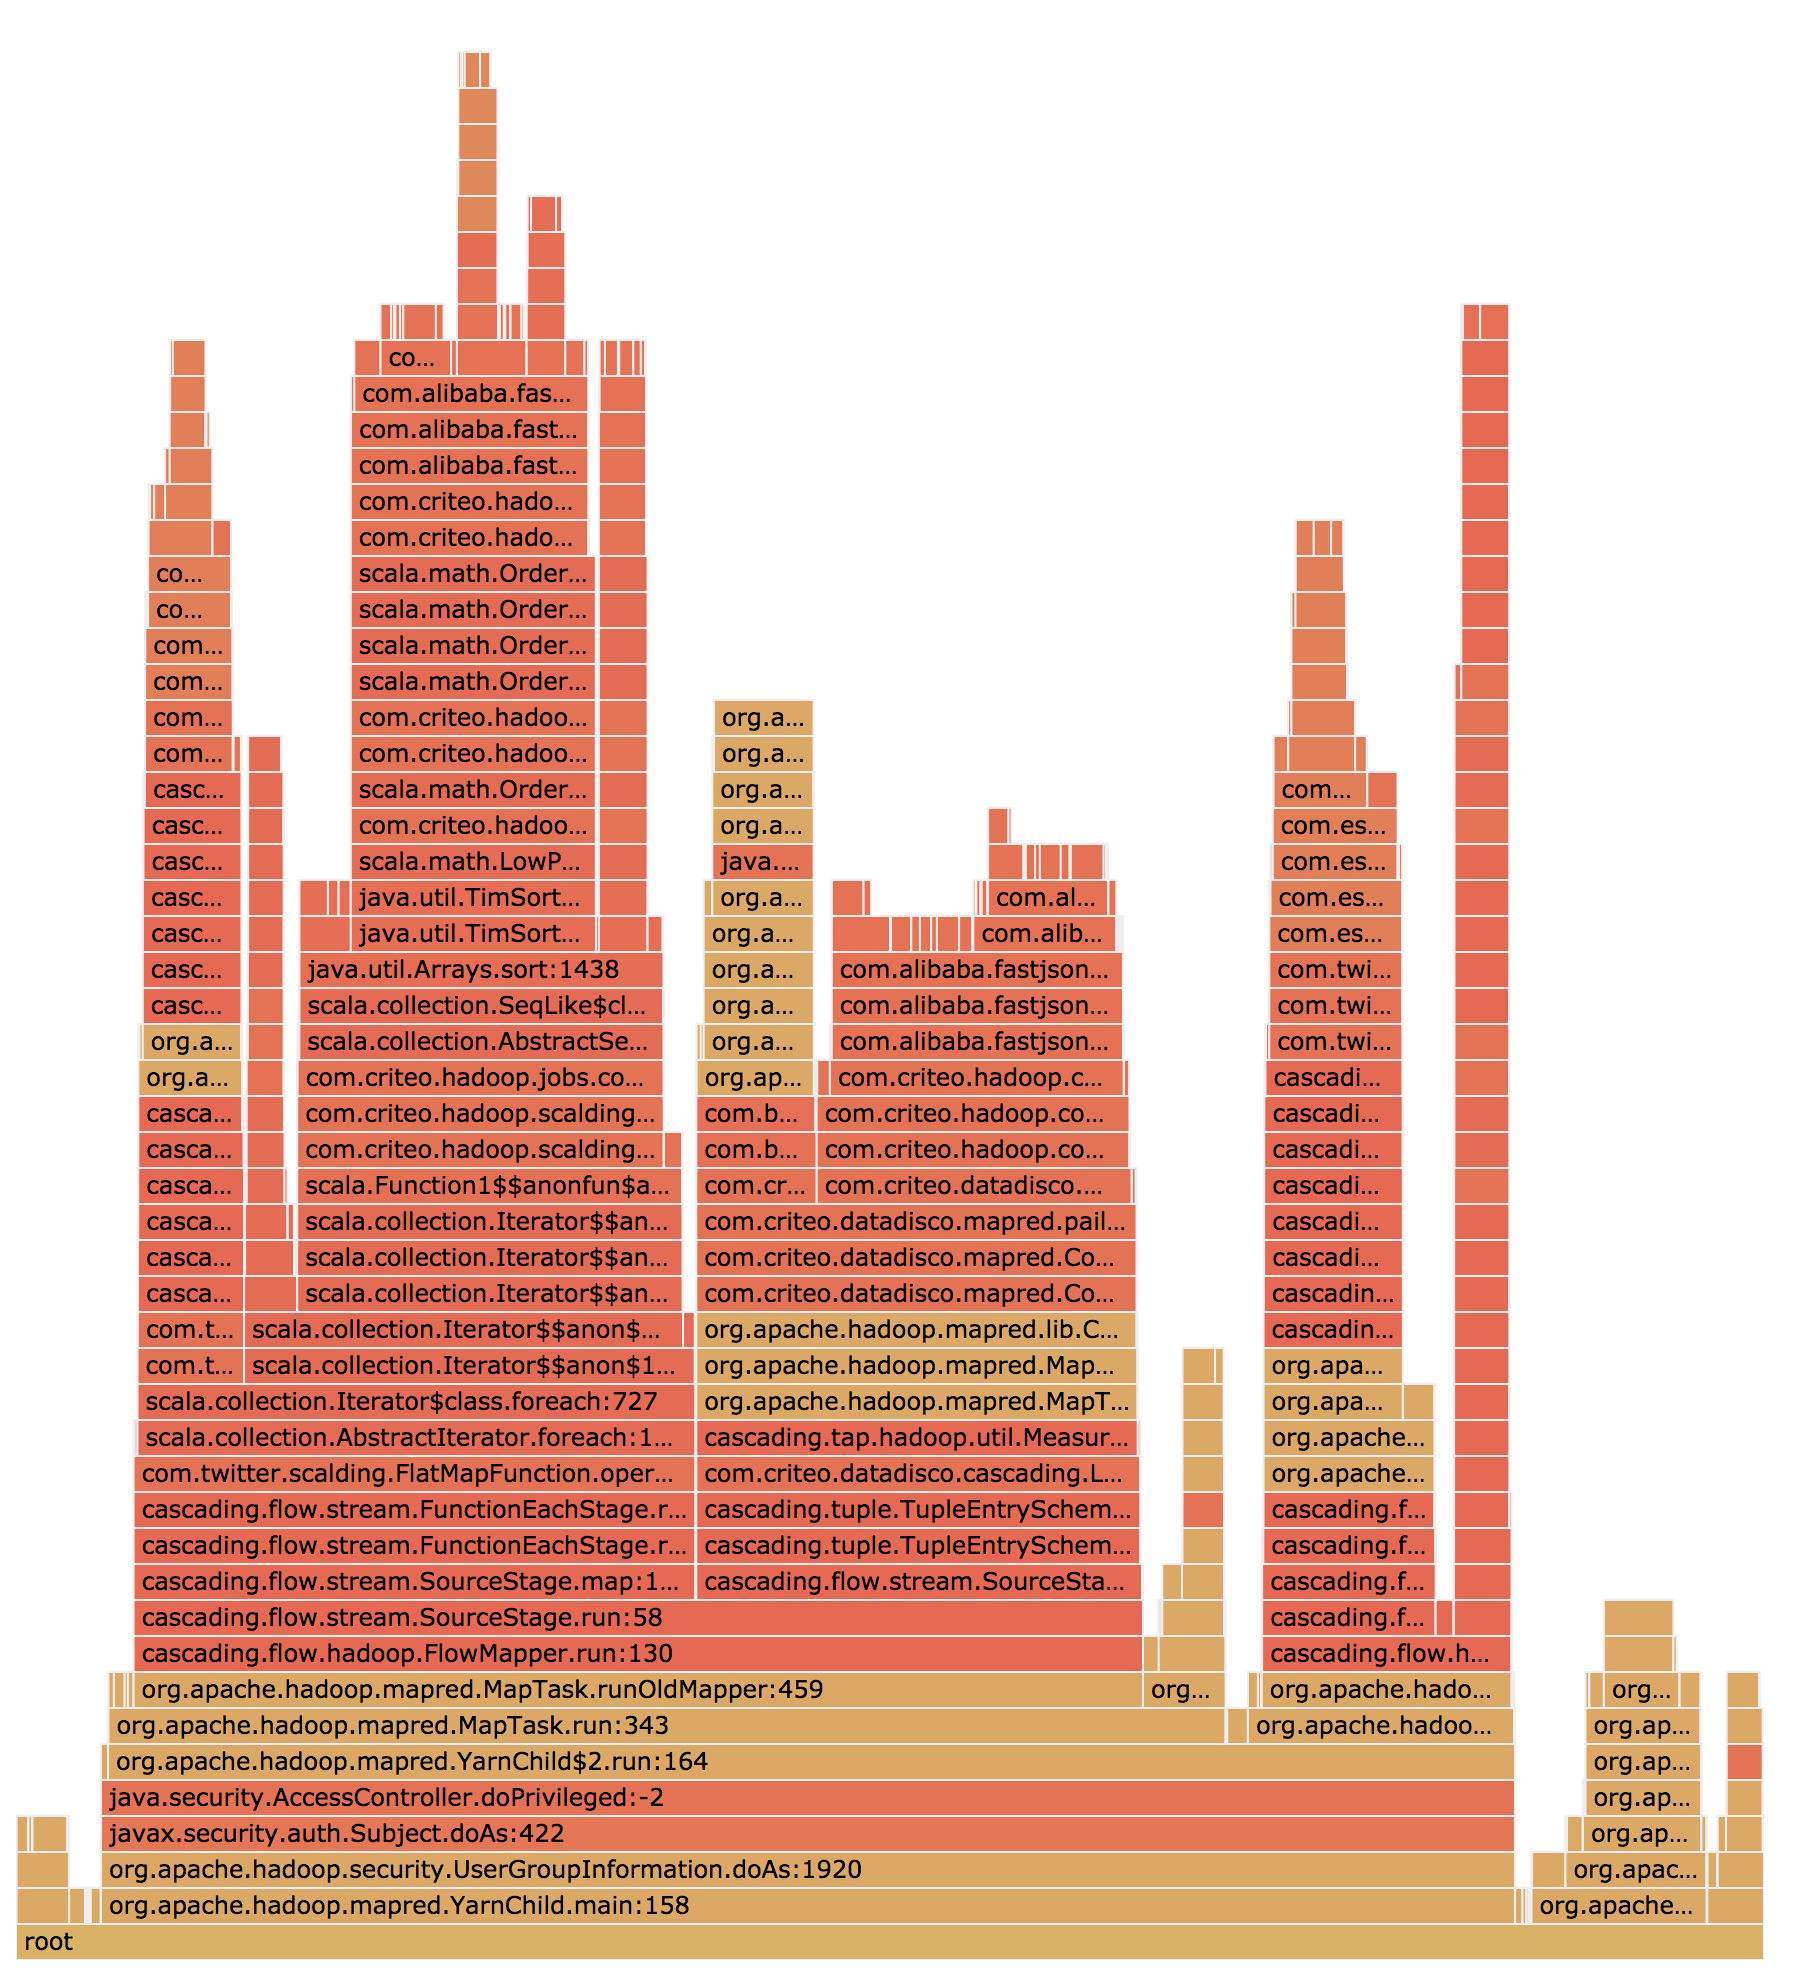 co...
com.alibaba.fas...
com.alibaba.fast...
com.alibaba.fast...
com.criteo.hado...
com.criteo.hado...
co... scala.math.Order...
co... scala.math.Order...
com... scala.math.Order...
com... scala.math.Order...
com... com.criteo.hadoo... org.a...
com... com.criteo.hadoo... org.a...
casc... scala.math.Order... org.a... com...
casc... com.criteo.hadoo... org.a... com.es...
casc... scala.math.LowP... java.... com.es...
casc... java.util.TimSort... org.a... com.al... com.es...
casc... java.util.TimSort... org.a... com.alib... com.es...
casc... java.util.Arrays.sort:1438 org.a... com.alibaba.fastjson... com.twi...
casc... scala.collection.SeqLike$cl... org.a... com.alibaba.fastjson... com.twi...
org.a... scala.collection.AbstractSe... org.a... com.alibaba.fastjson... com.twi...
org.a... com.criteo.hadoop.jobs.co... org.ap... com.criteo.hadoop.c... cascadi...
casca... com.criteo.hadoop.scalding... com.b... com.criteo.hadoop.co... cascadi...
casca... com.criteo.hadoop.scalding... com.b... com.criteo.hadoop.co... cascadi...
casca... scala.Function1$$anonfun$a... com.cr... com.criteo.datadisco.... cascadi...
casca... scala.collection.Iterator$$an... com.criteo.datadisco.mapred.pail... cascadi...
casca... scala.collection.Iterator$$an... com.criteo.datadisco.mapred.Co... cascadi...
casca... scala.collection.Iterator$$an... com.criteo.datadisco.mapred.Co... cascadin...
com.t... scala.collection.Iterator$$anon$... org.apache.hadoop.mapred.lib.C... cascadin...
com.t... scala.collection.Iterator$$anon$1... org.apache.hadoop.mapred.Map... org.apa...
scala.collection.Iterator$class.foreach:727 org.apache.hadoop.mapred.MapT... org.apa...
scala.collection.AbstractIterator.foreach:1... cascading.tap.hadoop.util.Measur... org.apache...
com.twitter.scalding.FlatMapFunction.oper... com.criteo.datadisco.cascading.L... org.apache...
cascading.flow.stream.FunctionEachStage.r... cascading.tuple.TupleEntrySchem... cascading.f...
cascading.flow.stream.FunctionEachStage.r... cascading.tuple.TupleEntrySchem... cascading.f...
cascading.flow.stream.SourceStage.map:1... cascading.flow.stream.SourceSta... cascading.f...
cascading.flow.stream.SourceStage.run:58 cascading.f...
cascading.flow.hadoop.FlowMapper.run:130 cascading.flow.h...
org.apache.hadoop.mapred.MapTask.runOldMapper:459 org... org.apache.hado... org...
org.apache.hadoop.mapred.MapTask.run:343 org.apache.hadoo... org.ap...
org.apache.hadoop.mapred.YarnChild$2.run:164 org.ap...
java.security.AccessController.doPrivileged:-2 org.ap...
javax.security.auth.Subject.doAs:422 org.ap...
org.apache.hadoop.security.UserGroupInformation.doAs:1920 org.apac...
org.apache.hadoop.mapred.YarnChild.main:158 org.apache...
root